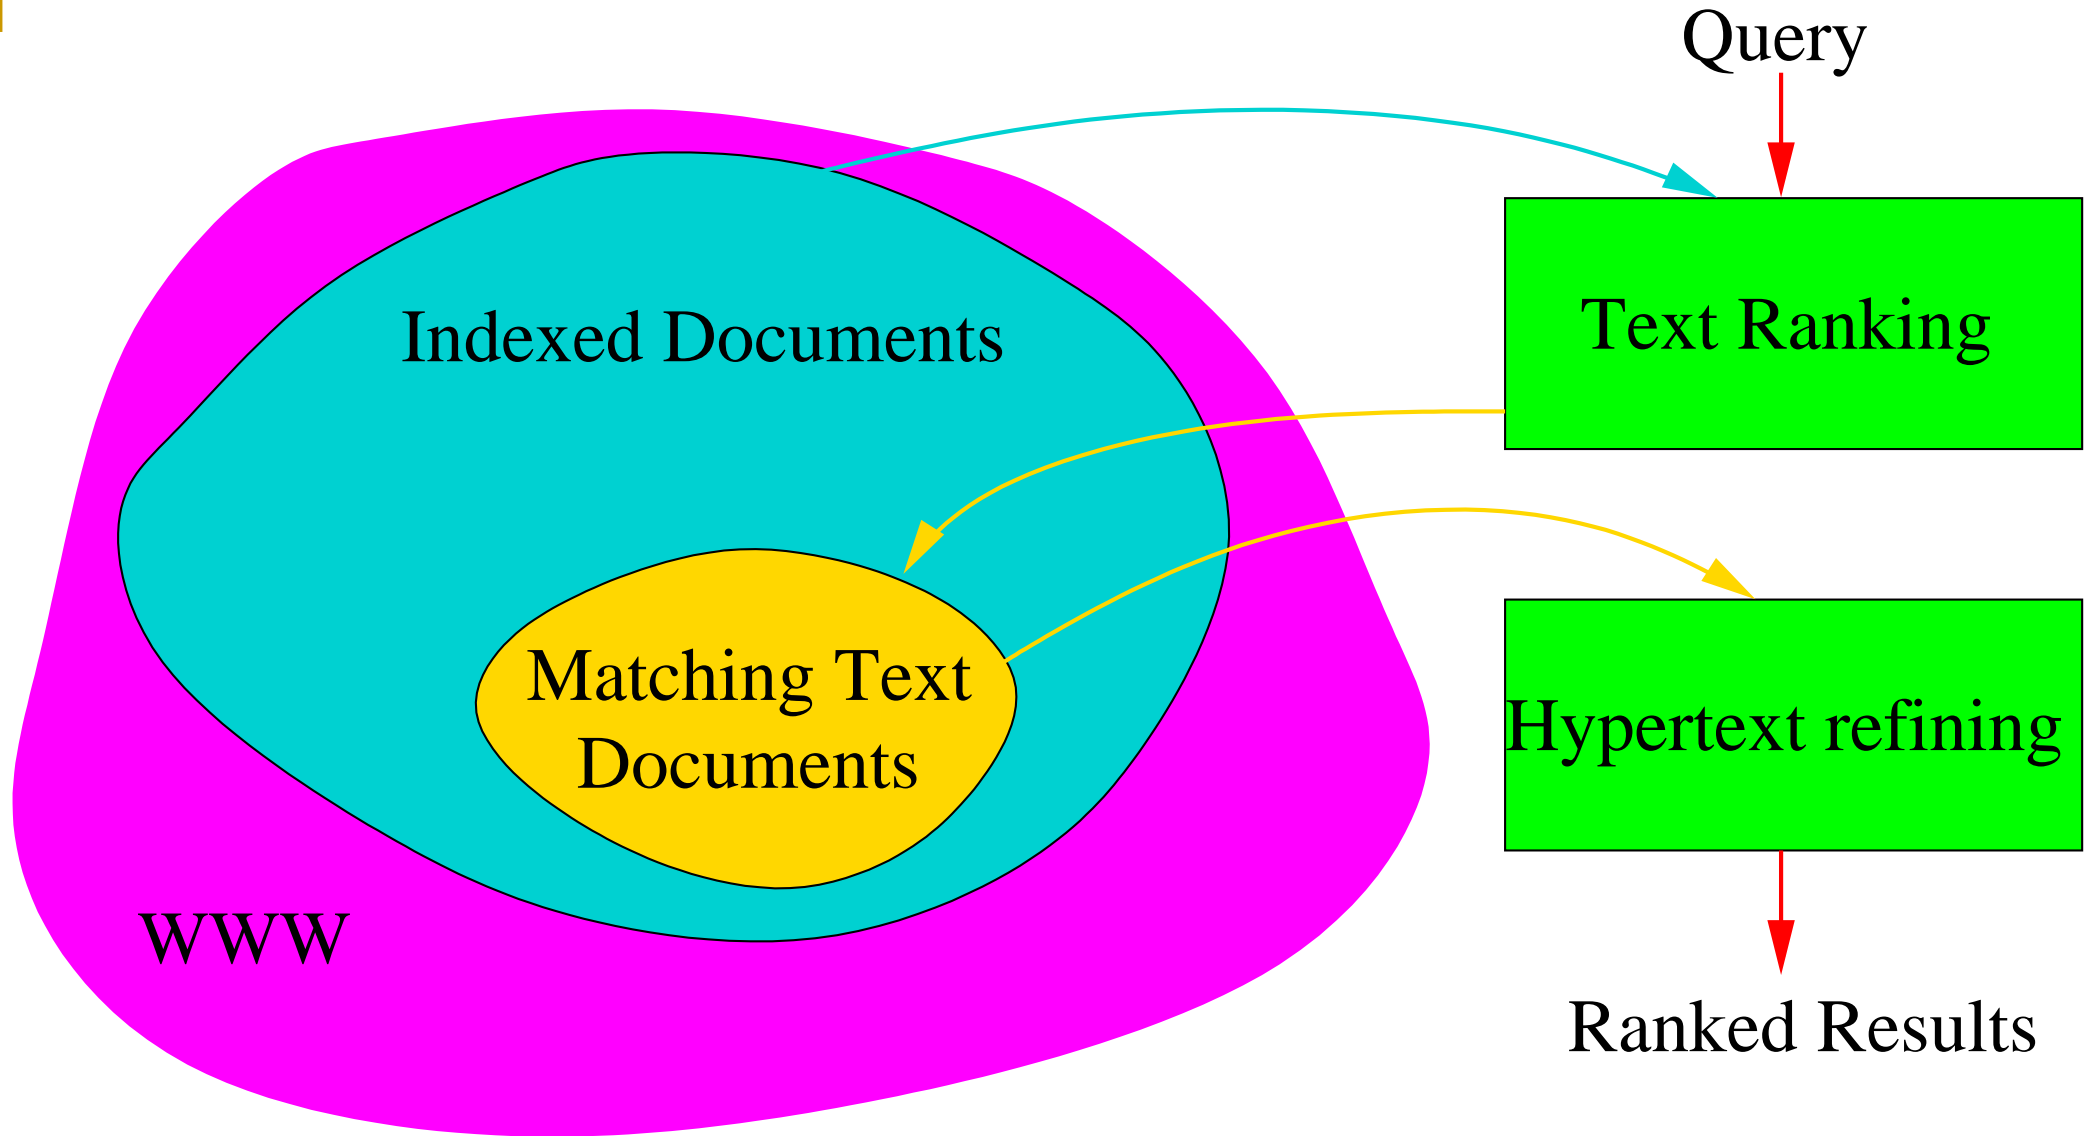 Query
Indexed Documents
Text Ranking
Matching Text
Documents
Hypertext refining
www
Ranked Results